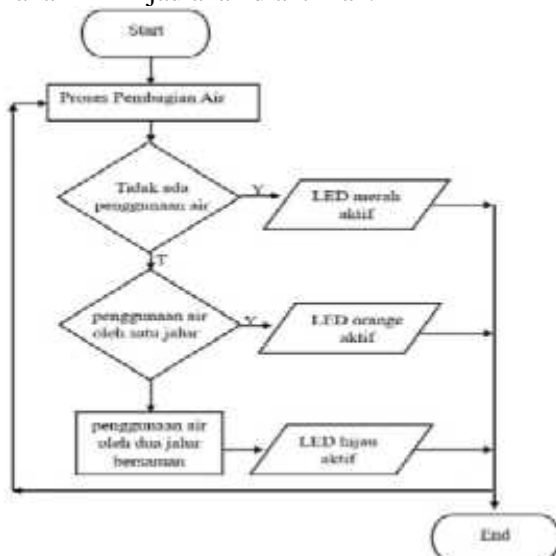 Start
Proses Pembagian Air
Tidak ada
penggunaan air
Y
LED merah
aktif
T
penggunaan air
oleh satu jalur
Y
LED orange
aktif
penggunaan air
oleh dua jalur
bersaman
LED hijau
aktif
End